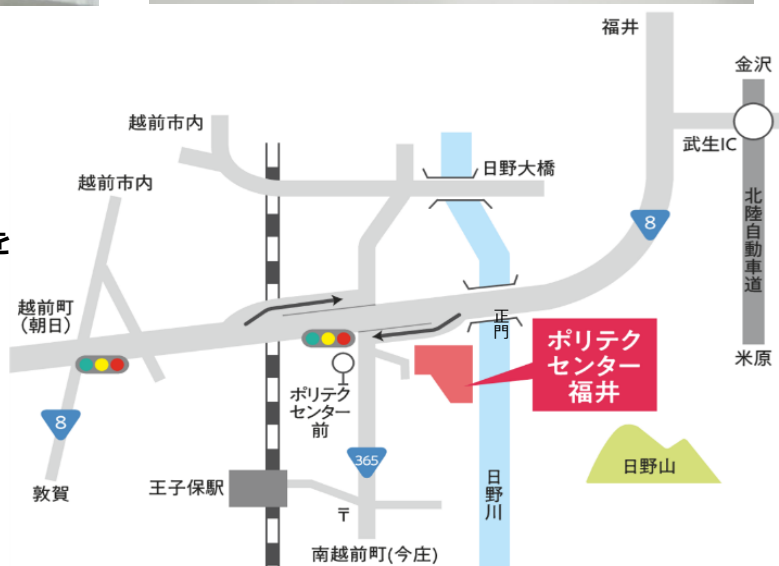 福井
金沢
越前市内
武生IC
日野大橋
越前市内
北陸自動車道
8
を
越前町
（朝日）
正門
ポリテク
センター
福井
米原
ポリテク
センター
前
8
365
日野山
王子保駅
敦賀
日野川
〒
南越前町(今庄)